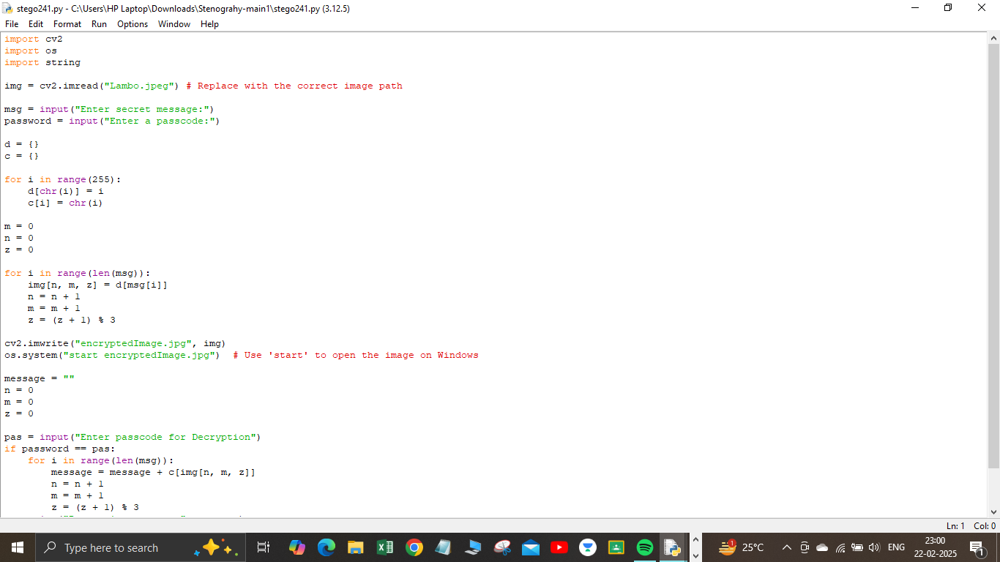 stego241.py - C:\Users\HP Laptop\Downloads\Stenograhy-main1\stego241.py (3.12.5)
File Edit Format Run Options Window Help
import cv2
import os
import string

img = cv2.imread("Lambo.jpeg") # Replace with the correct image path

msg = input("Enter secret message:")
password = input("Enter a passcode:")

d = {}
c = {}

for i in range(255):
    d[chr(i)] = i
    c[i] = chr(i)

m = 0
n = 0
z = 0

for i in range(len(msg)):
    img[n, m, z] = d[msg[i]]
    n = n + 1
    m = m + 1
    z = (z + 1) % 3

cv2.imwrite("encryptedImage.jpg", img)
os.system("start encryptedImage.jpg")  # Use 'start' to open the image on Windows

message = ""
n = 0
m = 0
z = 0

pas = input("Enter passcode for Decryption")
if password == pas:
    for i in range(len(msg)):
        message = message + c[img[n, m, z]]
        n = n + 1
        m = m + 1
        z = (z + 1) % 3
Ln: 1 Col: 0
Type here to search
1
25°C
ENG
23:00
22-02-2025
1